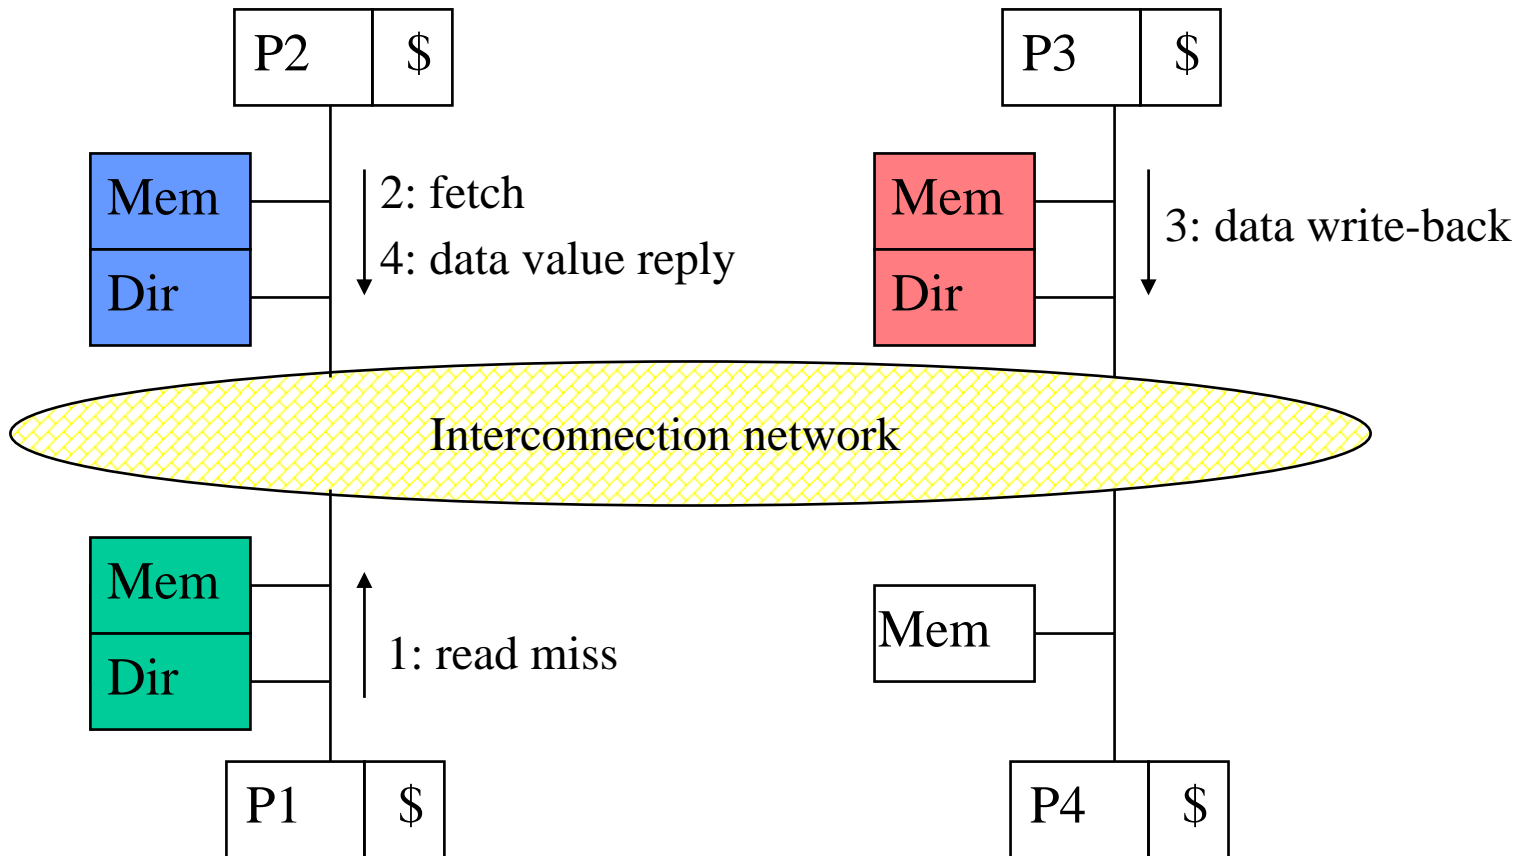 P2 $
P3 $
Mem
Dir
2: fetch
4: data value reply
Mem
Dir
3: data write-back
Interconnection network
Mem
Dir
1: read miss
Mem
P1 $
P4 $